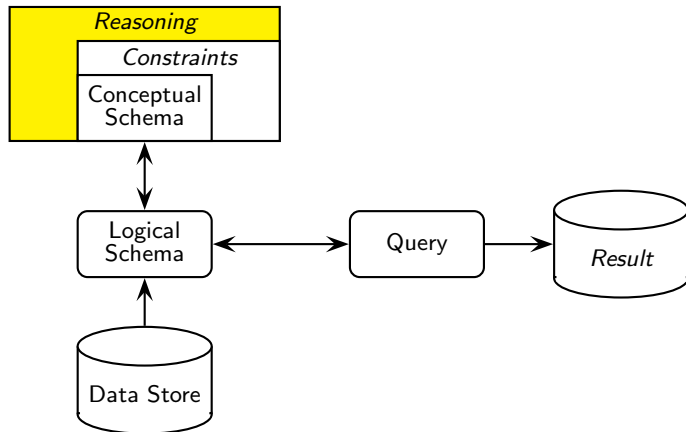 Reasoning
Constraints
Conceptual
Schema
Logical
Schema
Query
Result
Data Store